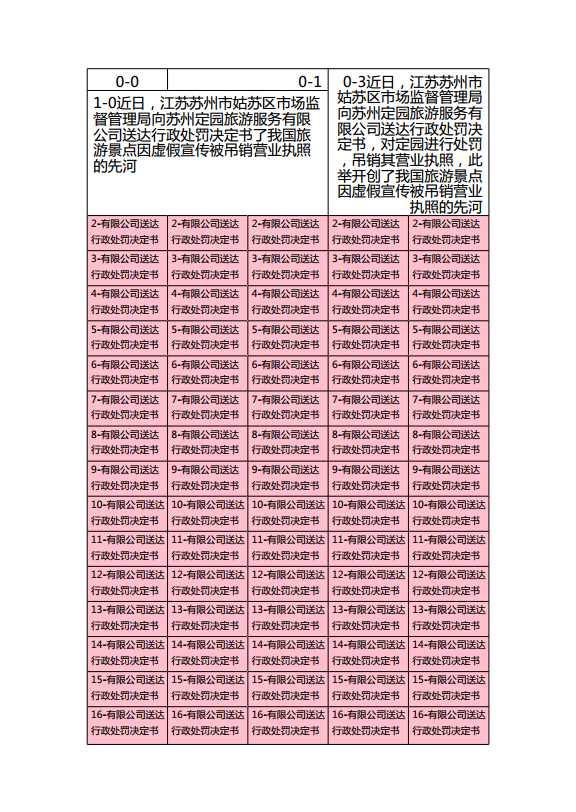 0-0
0-1
0-3近日，江苏苏州市
姑苏区市场监督管理局
向苏州定园旅游服务有
限公司送达行政处罚决
定书，对定园进行处罚
，吊销其营业执照，此
举开创了我国旅游景点
因虚假宣传被吊销营业
执照的先河
1-0近日，江苏苏州市姑苏区市场监
督管理局向苏州定园旅游服务有限
公司送达行政处罚决定书了我国旅
游景点因虚假宣传被吊销营业执照
的先河
2-有限公司送达 2-有限公司送达 2-有限公司送达 2-有限公司送达 2-有限公司送达
行政处罚决定书 行政处罚决定书 行政处罚决定书 行政处罚决定书 行政处罚决定书
3-有限公司送达 3-有限公司送达 3-有限公司送达 3-有限公司送达 3-有限公司送达
行政处罚决定书 行政处罚决定书 行政处罚决定书 行政处罚决定书 行政处罚决定书
4-有限公司送达 4-有限公司送达 4-有限公司送达 4-有限公司送达 4-有限公司送达
行政处罚决定书 行政处罚决定书 行政处罚决定书 行政处罚决定书 行政处罚决定书
5-有限公司送达 5-有限公司送达 5-有限公司送达 5-有限公司送达 5-有限公司送达
行政处罚决定书 行政处罚决定书 行政处罚决定书 行政处罚决定书 行政处罚决定书
6-有限公司送达 6-有限公司送达 6-有限公司送达 6-有限公司送达 6-有限公司送达
行政处罚决定书 行政处罚决定书 行政处罚决定书 行政处罚决定书 行政处罚决定书
7-有限公司送达 7-有限公司送达 7-有限公司送达 7-有限公司送达 7-有限公司送达
行政处罚决定书 行政处罚决定书 行政处罚决定书 行政处罚决定书 行政处罚决定书
8-有限公司送达 8-有限公司送达 8-有限公司送达 8-有限公司送达 8-有限公司送达
行政处罚决定书 行政处罚决定书 行政处罚决定书 行政处罚决定书 行政处罚决定书
9-有限公司送达 9-有限公司送达 9-有限公司送达 9-有限公司送达 9-有限公司送达
行政处罚决定书 行政处罚决定书 行政处罚决定书 行政处罚决定书 行政处罚决定书
10-有限公司送达 10-有限公司送达 10-有限公司送达 10-有限公司送达 10-有限公司送达
行政处罚决定书 行政处罚决定书 行政处罚决定书 行政处罚决定书 行政处罚决定书
11-有限公司送达 11-有限公司送达 11-有限公司送达 11-有限公司送达 11-有限公司送达
行政处罚决定书 行政处罚决定书 行政处罚决定书 行政处罚决定书 行政处罚决定书
12-有限公司送达 12-有限公司送达 12-有限公司送达 12-有限公司送达 12-有限公司送达
行政处罚决定书 行政处罚决定书 行政处罚决定书 行政处罚决定书 行政处罚决定书
13-有限公司送达 13-有限公司送达 13-有限公司送达 13-有限公司送达 13-有限公司送达
行政处罚决定书 行政处罚决定书 行政处罚决定书 行政处罚决定书 行政处罚决定书
14-有限公司送达 14-有限公司送达 14-有限公司送达 14-有限公司送达 14-有限公司送达
行政处罚决定书 行政处罚决定书 行政处罚决定书 行政处罚决定书 行政处罚决定书
15-有限公司送达 15-有限公司送达 15-有限公司送达 15-有限公司送达 15-有限公司送达
行政处罚决定书 行政处罚决定书 行政处罚决定书 行政处罚决定书 行政处罚决定书
16-有限公司送达 16-有限公司送达 16-有限公司送达 16-有限公司送达 16-有限公司送达
行政处罚决定书 行政处罚决定书 行政处罚决定书 行政处罚决定书 行政处罚决定书